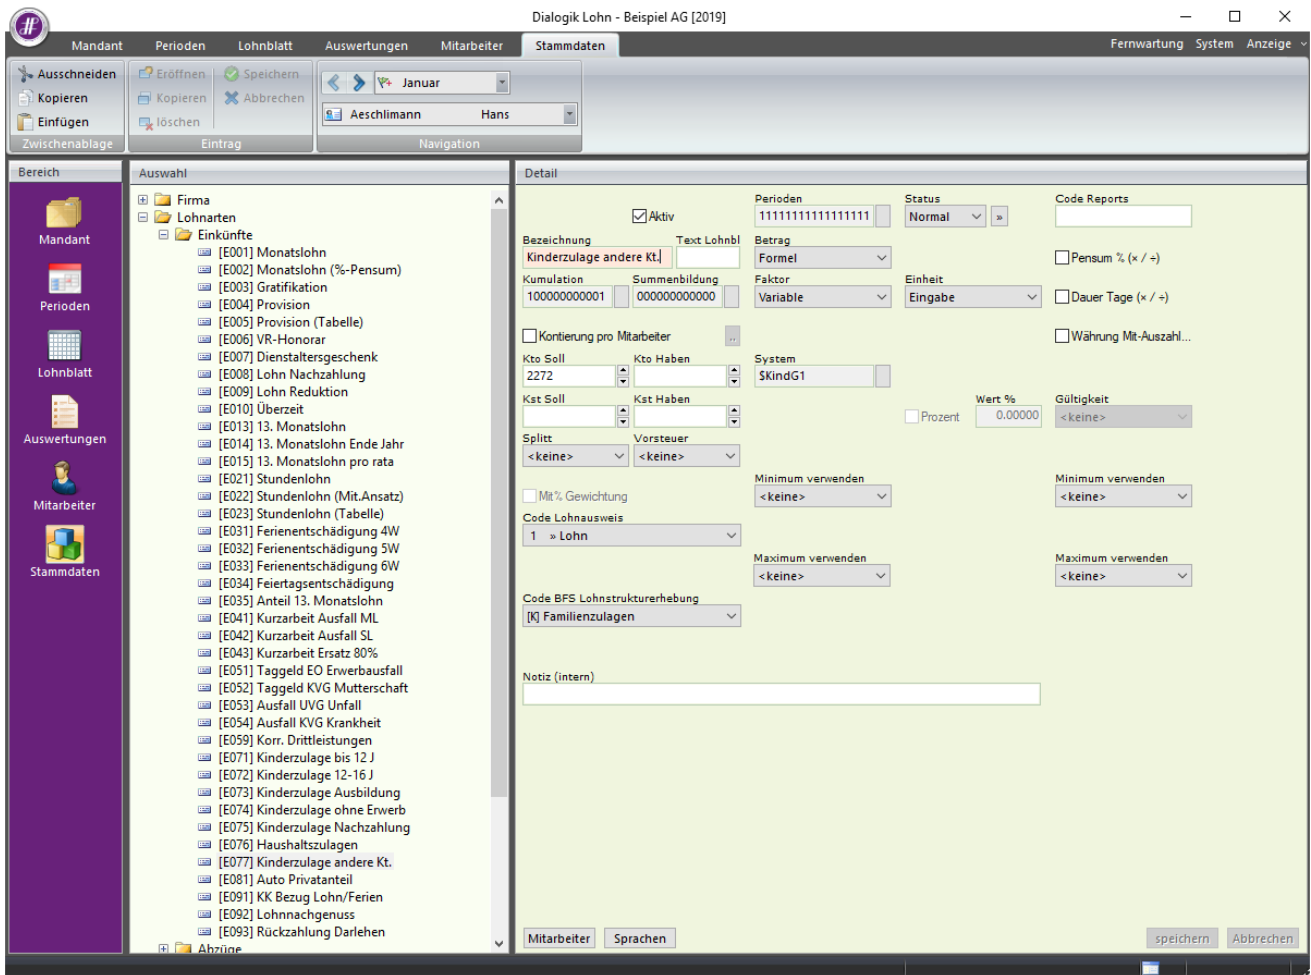 Dialogik Lohn - Beispiel AG [2019]
Mandant Perioden Lohnblatt Auswertungen Mitarbeiter Stammdaten Fernwartung System Anzeige
Ausschneiden Eröffnen Speichern
Januar
Kopieren Kopieren Abbrechen
Einfügen löschen
Aeschlimann Hans
Zwischenablage Eintrag Navigation
Bereich
Mandant
Perioden
Lohnblatt
Auswertungen
Mitarbeiter
Stammdaten
Auswahl
Firma
Lohnarten
Einkünfte
[E001] Monatslohn
[E002] Monatslohn (%-Pensum)
[E003] Gratifikation
[E004] Provision
[E005] Provision (Tabelle)
[E006] VR-Honorar
[E007] Dienstaltersgeschenk
[E008] Lohn Nachzahlung
[E009] Lohn Reduktion
[E010] Überzeit
[E013] 13. Monatslohn
[E014] 13. Monatslohn Ende Jahr
[E015] 13. Monatslohn pro rata
[E021] Stundenlohn
[E022] Stundenlohn (Mit.Ansatz)
[E023] Stundenlohn (Tabelle)
[E031] Ferienentschädigung 4W
[E032] Ferienentschädigung 5W
[E033] Ferienentschädigung 6W
[E034] Feiertagsentschädigung
[E035] Anteil 13. Monatslohn
[E041] Kurzarbeit Ausfall ML
[E042] Kurzarbeit Ausfall SL
[E043] Kurzarbeit Ersatz 80%
[E051] Taggeld EO Erwerbausfall
[E052] Taggeld KVG Mutterschaft
[E053] Ausfall UVG Unfall
[E054] Ausfall KVG Krankheit
[E059] Korr. Drittleistungen
[E071] Kinderzulage bis 12 J
[E072] Kinderzulage 12-16 J
[E073] Kinderzulage Ausbildung
[E074] Kinderzulage ohne Erwerb
[E075] Kinderzulage Nachzahlung
[E076] Haushaltszulagen
[E077] Kinderzulage andere Kt.
[E081] Auto Privatanteil
[E091] KK Bezug Lohn/Ferien
[E092] Lohnnachgenuss
[E093] Rückzahlung Darlehen
Abzüge
Detail
Perioden Status Code Reports
Aktiv 11111111111111111 Normal »
Bezeichnung Text Lohnbl Betrag
Kinderzulage andere Kt. Formel Pensum % (× / ÷)
Kumulation Summenbildung Faktor Einheit
100000000001 000000000000 Variable Eingabe Dauer Tage (× / ÷)
Kontierung pro Mitarbeiter .. Währung Mit-Auszahl...
Kto Soll Kto Haben System
2272 $KindG1
Kst Soll Kst Haben Wert % Gültigkeit
Prozent 0.00000 <keine>
Splitt Vorsteuer
<keine> <keine>
Minimum verwenden Minimum verwenden
Mit% Gewichtung <keine> <keine>
Code Lohnausweis
1 » Lohn
Maximum verwenden Maximum verwenden
<keine> <keine>
Code BFS Lohnstrukturerhebung
[K] Familienzulagen
Notiz (intern)
Mitarbeiter Sprachen speichern Abbrechen